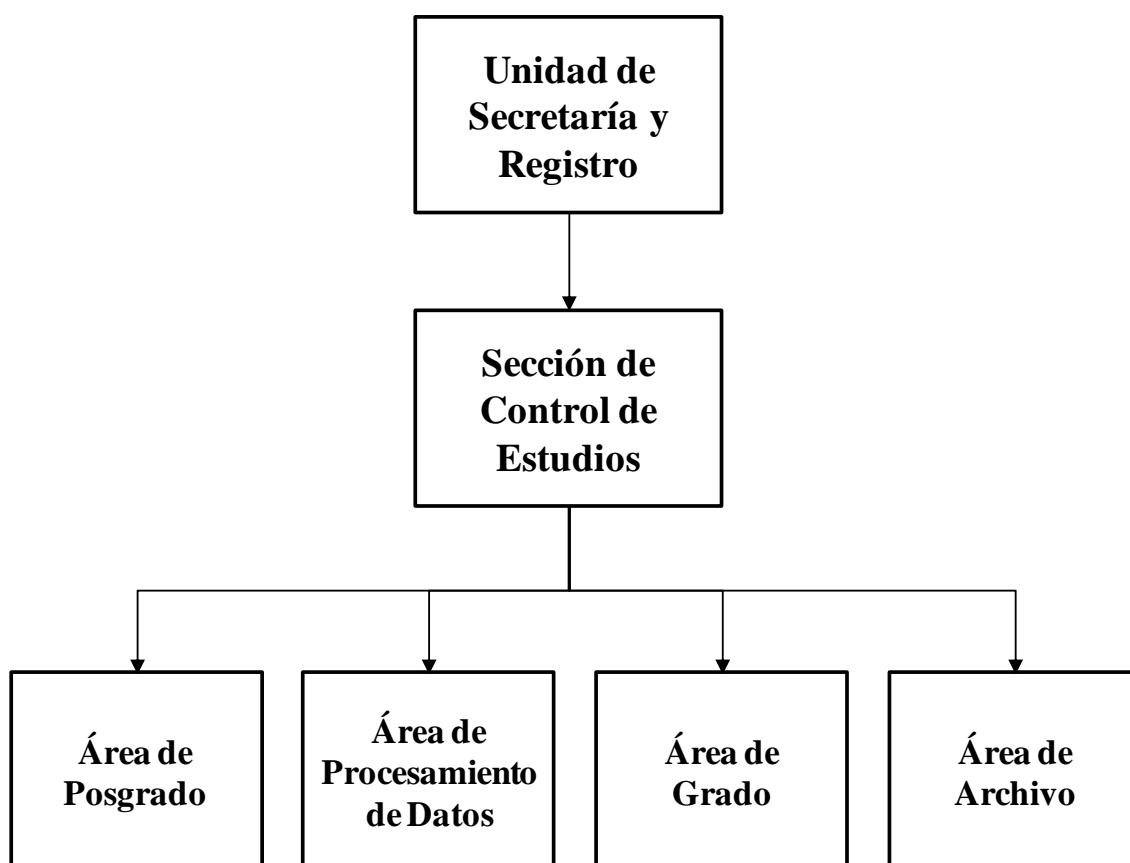 Unidad de
Secretaría y
Registro
Sección de
Control de
Estudios
Área de
Posgrado
Área de
Procesamiento
de Datos
Área de
Grado
Área de
Archivo